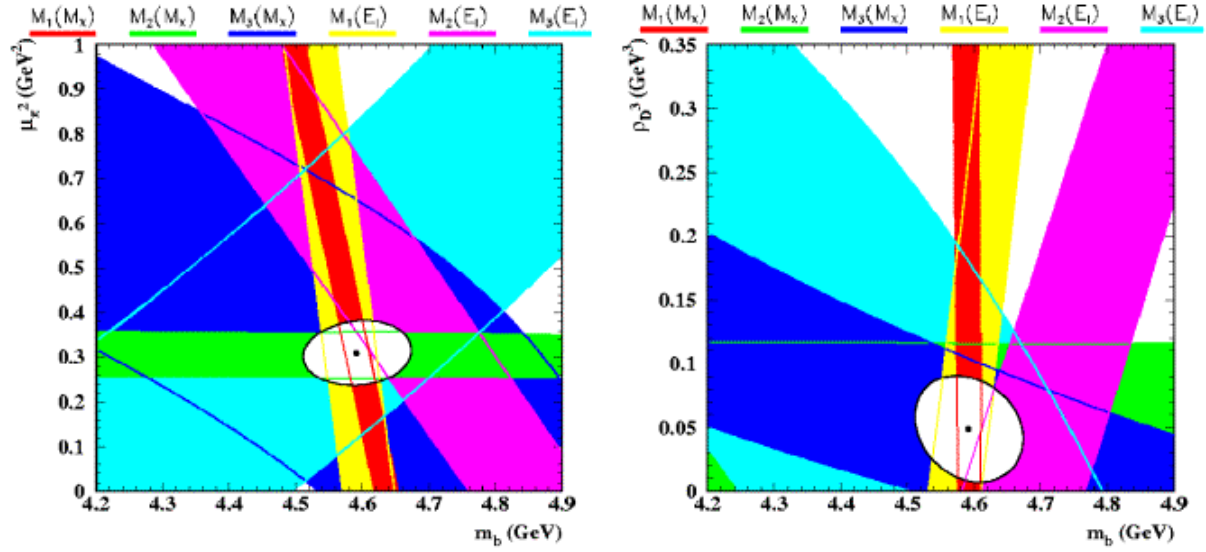 M₁(Mₓ) M₂(Mₓ) M₃(Mₓ) M₁(Eₗ) M₂(Eₗ) M₃(Eₗ)
μ_π² (GeV²)
1
0.9
0.8
0.7
0.6
0.5
0.4
0.3
0.2
0.1
0
4.2 4.3 4.4 4.5 4.6 4.7 4.8 4.9
m_b (GeV)
M₁(Mₓ) M₂(Mₓ) M₃(Mₓ) M₁(Eₗ) M₂(Eₗ) M₃(Eₗ)
ρ_D³ (GeV³)
0.35
0.3
0.25
0.2
0.15
0.1
0.05
0
4.2 4.3 4.4 4.5 4.6 4.7 4.8 4.9
m_b (GeV)